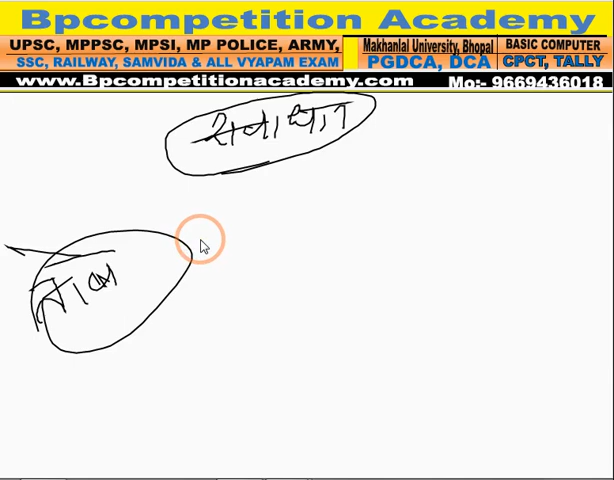 Bpcompetition Academy
UPSC, MPPSC, MPSI, MP POLICE, ARMY,
SSC, RAILWAY, SAMVIDA & ALL VYAPAM EXAM
Makhanlal University, Bhopal
PGDCA, DCA
BASIC COMPUTER
CPCT, TALLY
www.Bpcompetitionacademy.com
Mo:- 9669436018